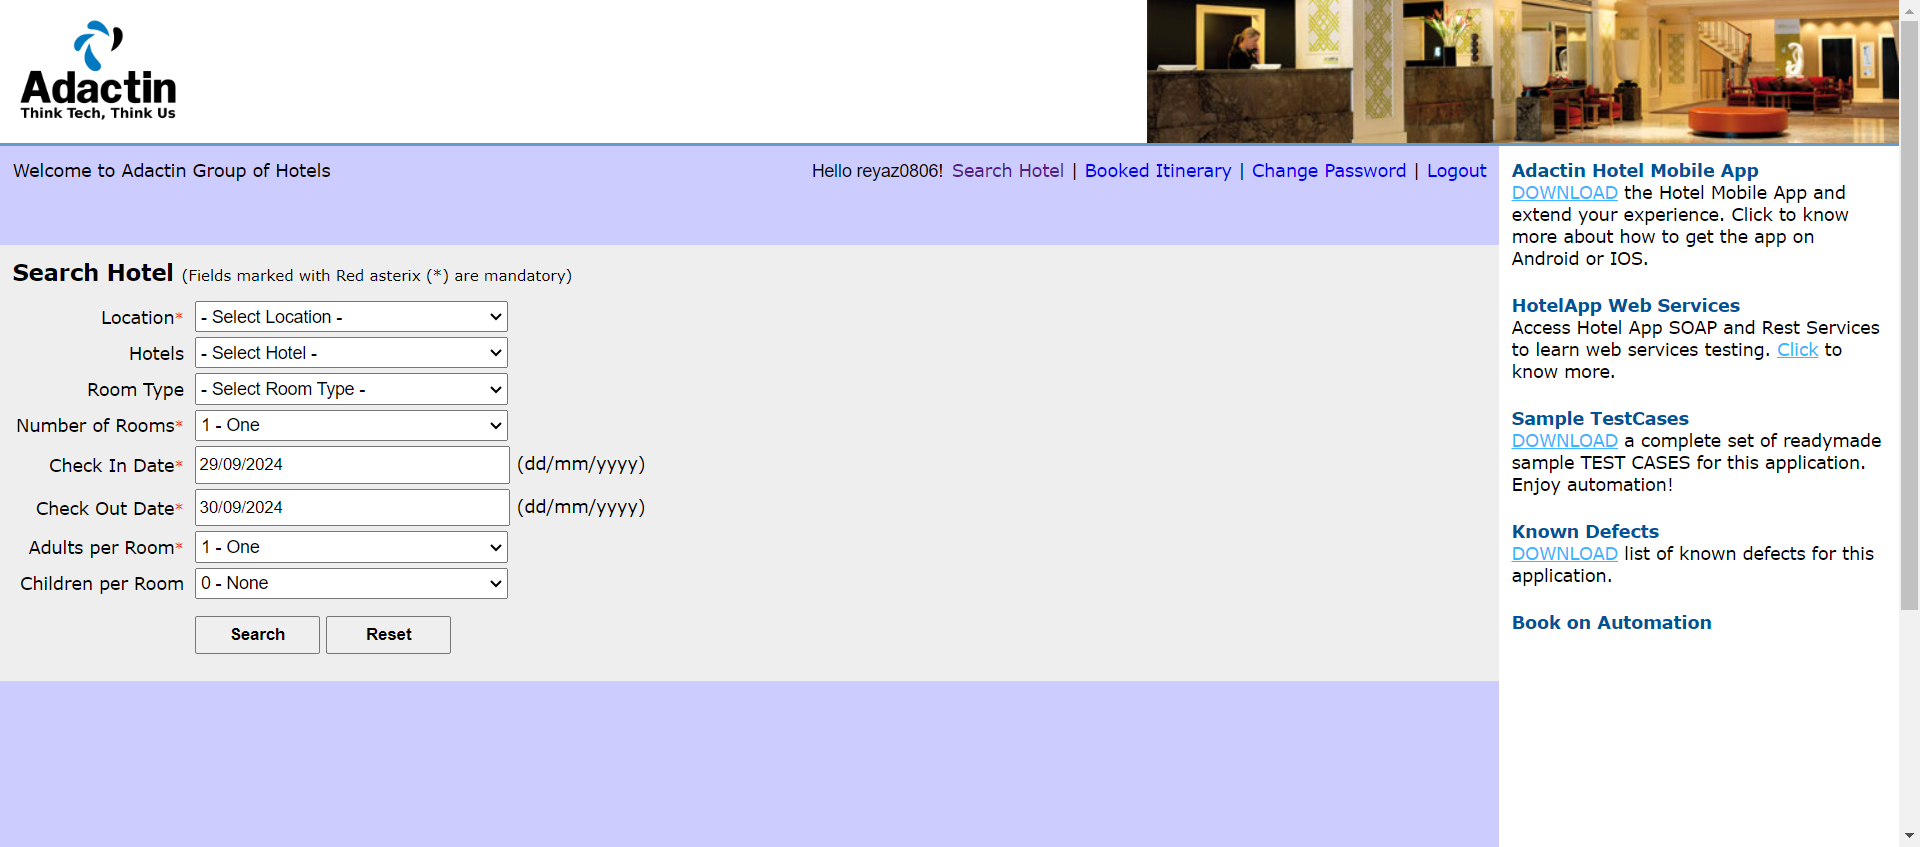 Adactin
Think Tech, Think Us
Welcome to Adactin Group of Hotels
Hello reyaz0806! Search Hotel | Booked Itinerary | Change Password | Logout
Search Hotel (Fields marked with Red asterix (*) are mandatory)
Location* - Select Location -
Hotels - Select Hotel -
Room Type - Select Room Type -
Number of Rooms* 1 - One
Check In Date* 29/09/2024 (dd/mm/yyyy)
Check Out Date* 30/09/2024 (dd/mm/yyyy)
Adults per Room* 1 - One
Children per Room 0 - None
Search Reset
Adactin Hotel Mobile App
DOWNLOAD the Hotel Mobile App and
extend your experience. Click to know
more about how to get the app on
Android or IOS.
HotelApp Web Services
Access Hotel App SOAP and Rest Services
to learn web services testing. Click to
know more.
Sample TestCases
DOWNLOAD a complete set of readymade
sample TEST CASES for this application.
Enjoy automation!
Known Defects
DOWNLOAD list of known defects for this
application.
Book on Automation